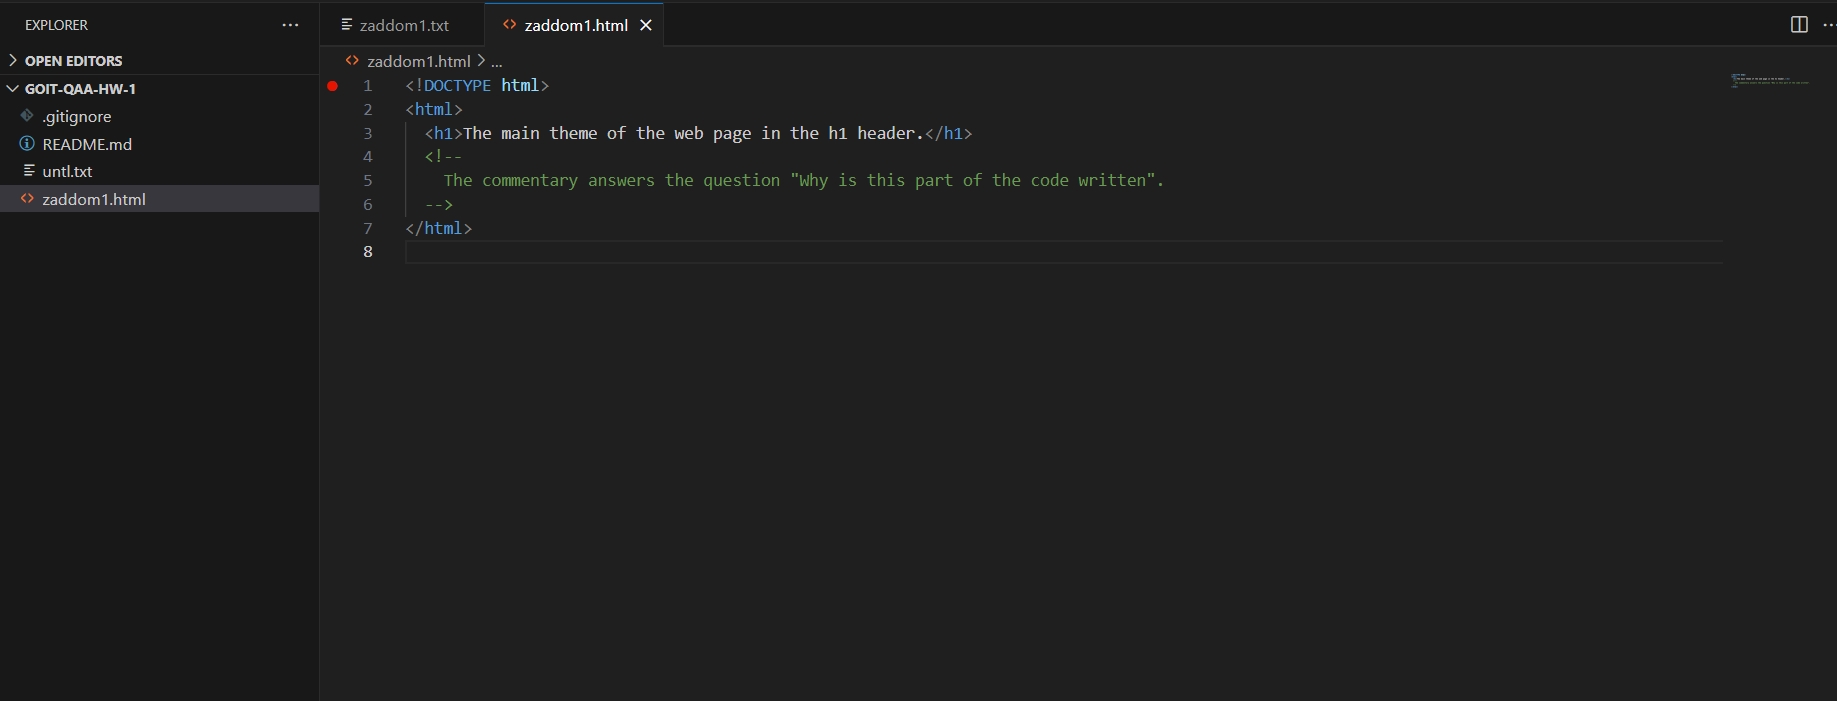 EXPLORER
OPEN EDITORS
GOIT-QAA-HW-1
.gitignore
README.md
untl.txt
zaddom1.html
zaddom1.txt
zaddom1.html
zaddom1.html > ...
1 <!DOCTYPE html>
2 <html>
3 <h1>The main theme of the web page in the h1 header.</h1>
4 <!--
5 The commentary answers the question "Why is this part of the code written".
6 -->
7 </html>
8